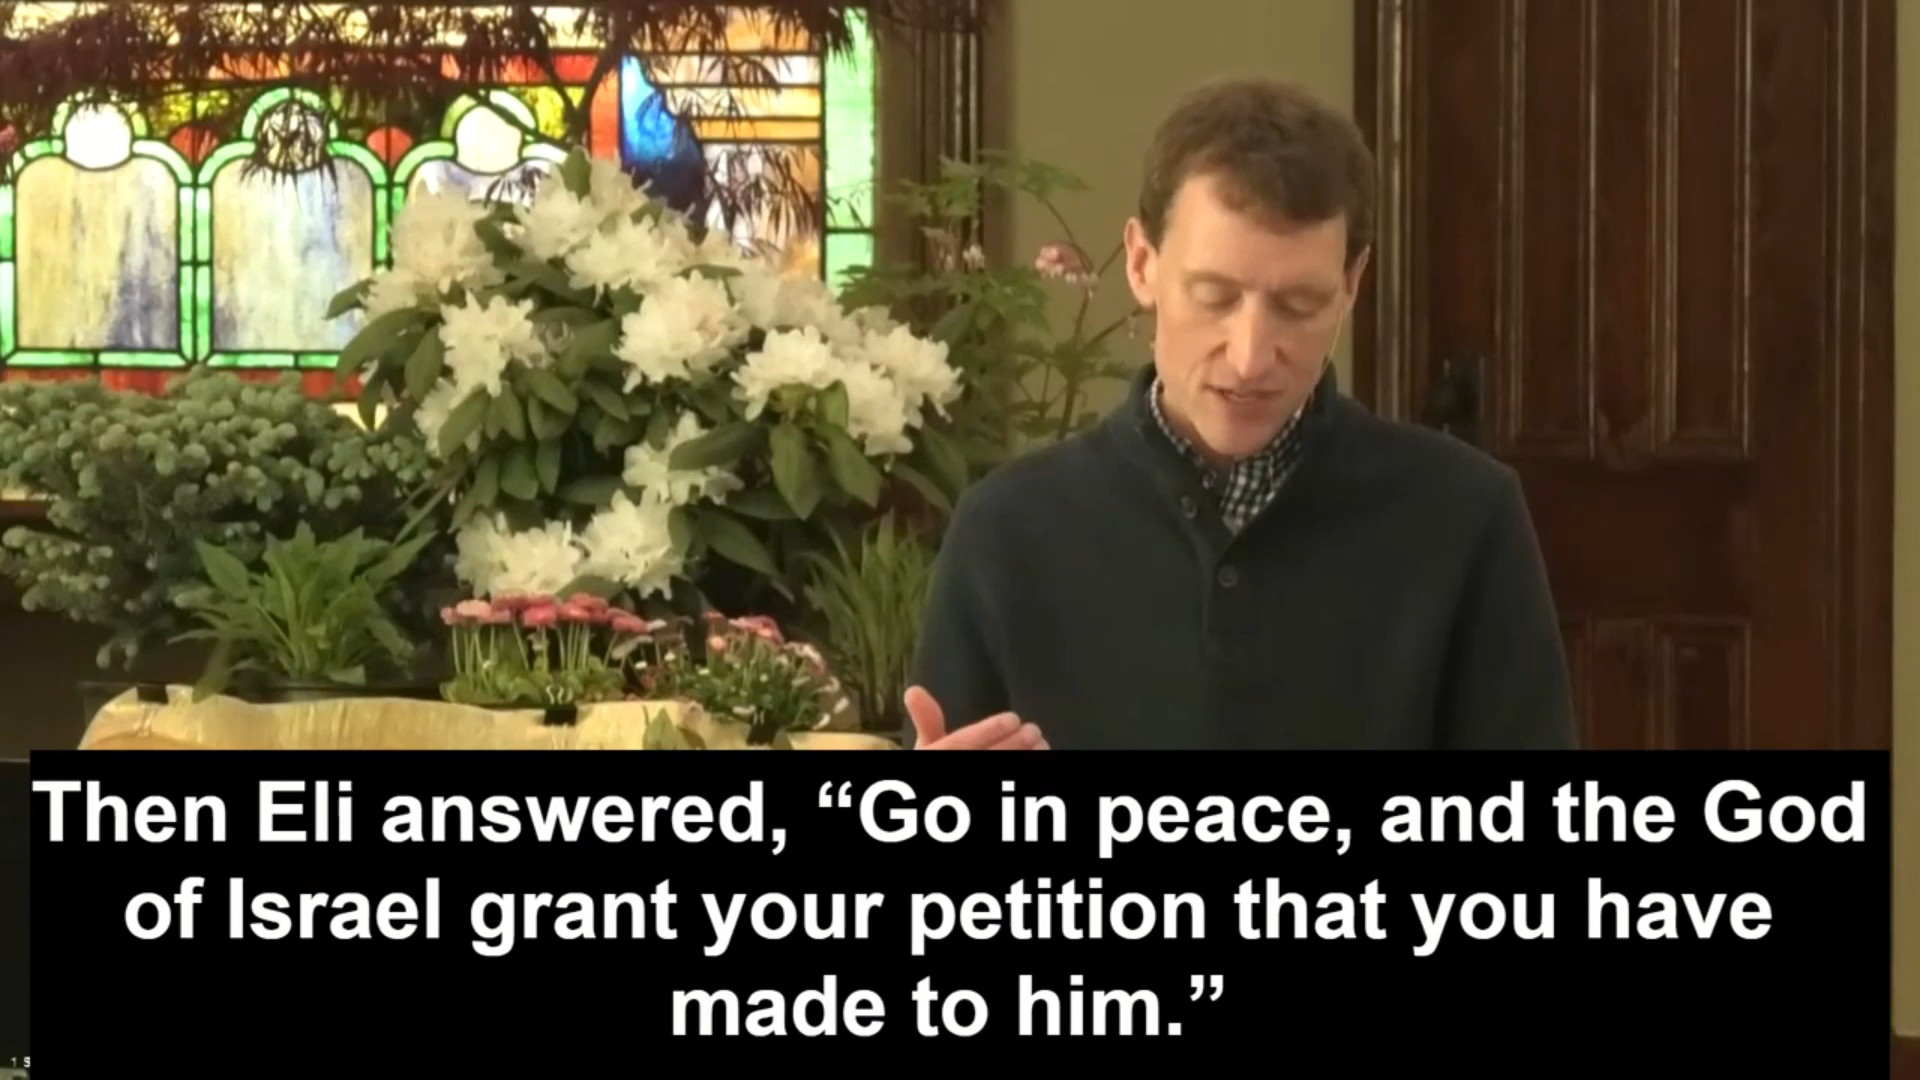 Then Eli answered, “Go in peace, and the God
of Israel grant your petition that you have
made to him.”
1 S